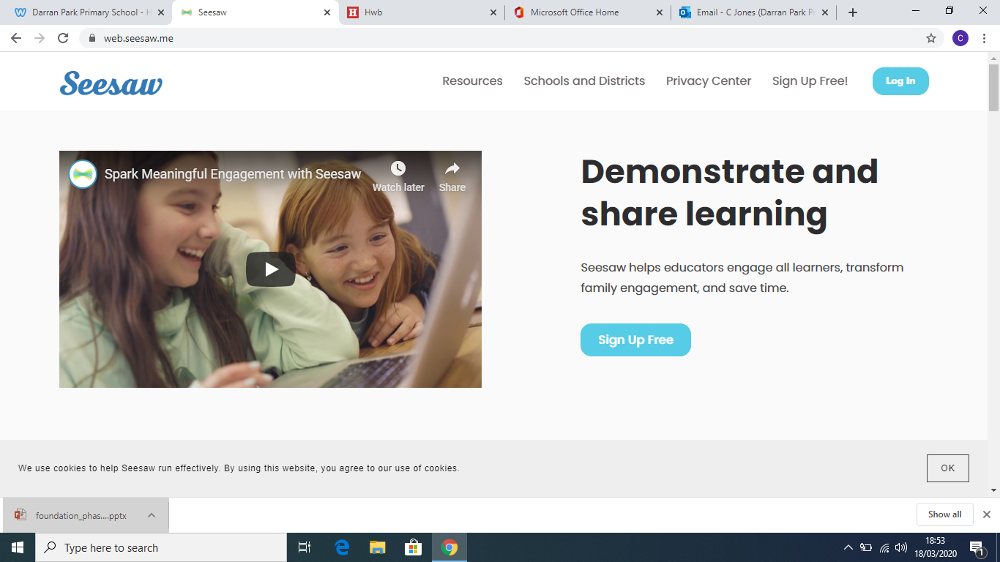 Darran Park Primary School - H
Seesaw
Hwb
Microsoft Office Home
Email - C Jones (Darran Park P
web.seesaw.me
C
Seesaw
Resources
Schools and Districts
Privacy Center
Sign Up Free!
Log In
Spark Meaningful Engagement with Seesaw
Watch later
Share
Demonstrate and
share learning
Seesaw helps educators engage all learners, transform
family engagement, and save time.
Sign Up Free
We use cookies to help Seesaw run effectively. By using this website, you agree to our use of cookies.
OK
foundation_phas....pptx
Show all
Type here to search
18:53
18/03/2020
1